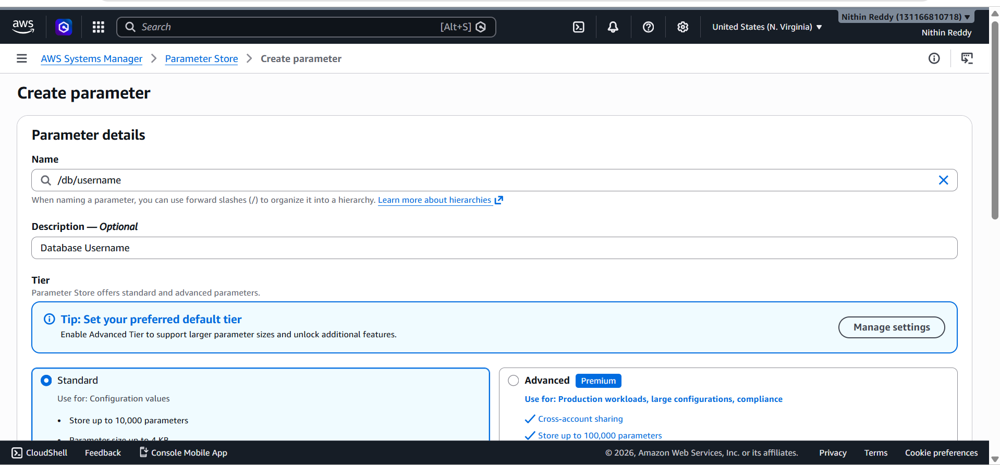 aws
Search [Alt+S]
United States (N. Virginia) ▼
Nithin Reddy (131166810718) ▼
Nithin Reddy
AWS Systems Manager > Parameter Store > Create parameter
Create parameter
Parameter details
Name
/db/username
When naming a parameter, you can use forward slashes (/) to organize it into a hierarchy. Learn more about hierarchies
Description — Optional
Database Username
Tier
Parameter Store offers standard and advanced parameters.
Tip: Set your preferred default tier
Enable Advanced Tier to support larger parameter sizes and unlock additional features.
Manage settings
Standard
Use for: Configuration values
• Store up to 10,000 parameters
• Parameter size up to 4 KB
Advanced Premium
Use for: Production workloads, large configurations, compliance
Cross-account sharing
Store up to 100,000 parameters
CloudShell Feedback Console Mobile App © 2026, Amazon Web Services, Inc. or its affiliates. Privacy Terms Cookie preferences